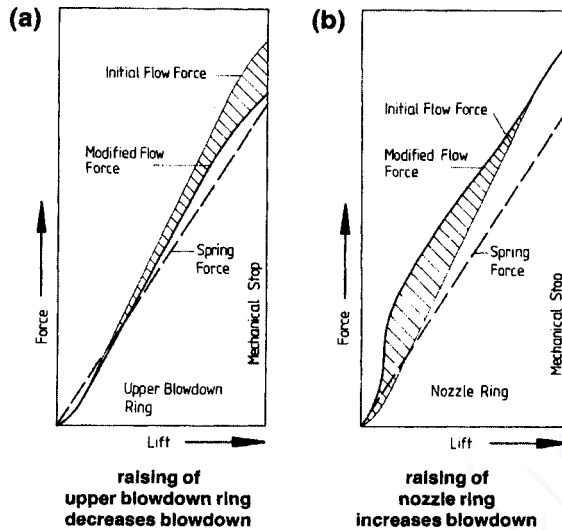 (a)
Initial Flow Force
Modified Flow
Force
Spring
Force
Mechanical Stop
Force
Upper Blowdown
Ring
Lift
raising of
upper blowdown ring
decreases blowdown
(b)
Initial
Flow Force
Modified Flow
Force
Spring
Force
Mechanical Stop
Force
Nozzle Ring
Lift
raising of
nozzle ring
increases blowdown